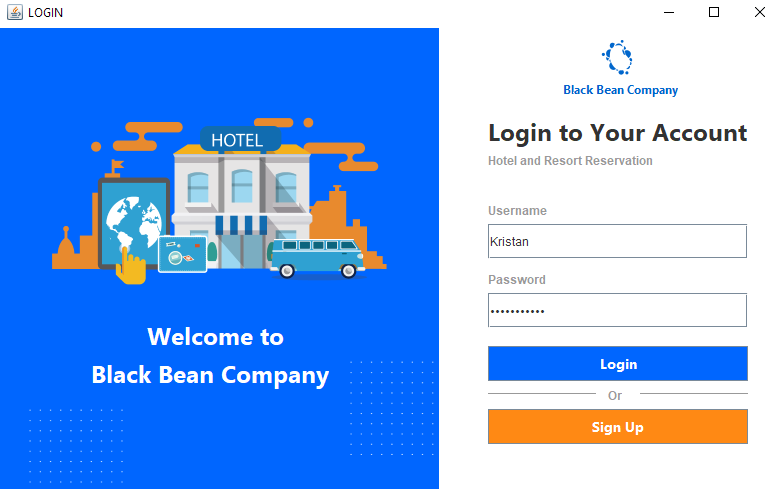 LOGIN
HOTEL
Welcome to
Black Bean Company
Black Bean Company
Login to Your Account
Hotel and Resort Reservation
Username
Kristan
Password
•••••••••••
Login
Or
Sign Up